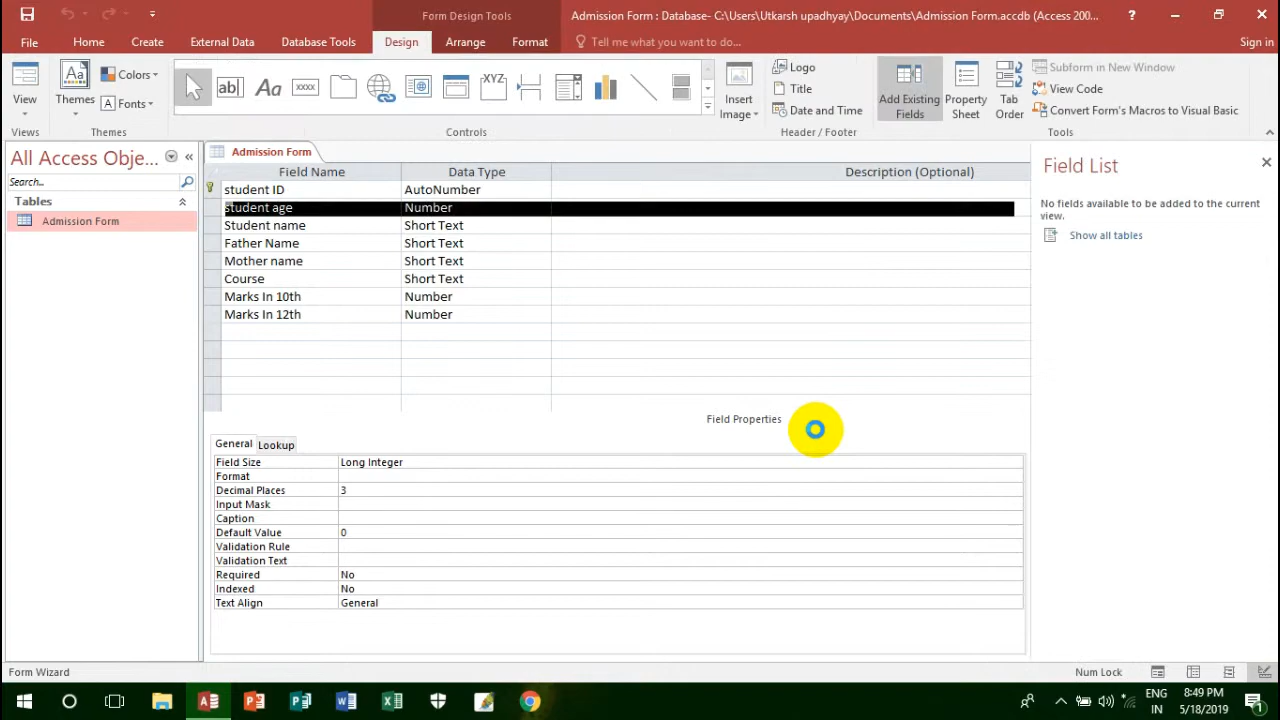 Form Design Tools
Admission Form : Database- C:\Users\Utkarsh upadhyay\Documents\Admission Form.accdb (Access 200...
?
Sign in
File
Home
Create
External Data
Database Tools
Design
Arrange
Format
Tell me what you want to do...
View
Views
Aa
Themes
Colors
Fonts
Themes
ab|
Aa
xxxx
XYZ
Controls
Insert
Image
Logo
Title
Date and Time
Header / Footer
Add Existing
Fields
Property
Sheet
Tab
Order
Subform in New Window
View Code
Convert Form's Macros to Visual Basic
Tools
All Access Obje...
Search...
Tables
Admission Form
Admission Form
Field Name Data Type Description (Optional)
student ID AutoNumber
student age Number
Student name Short Text
Father Name Short Text
Mother name Short Text
Course Short Text
Marks In 10th Number
Marks In 12th Number
Field Properties
General Lookup
Field Size Long Integer
Format
Decimal Places 3
Input Mask
Caption
Default Value 0
Validation Rule
Validation Text
Required No
Indexed No
Text Align General
Field List
No fields available to be added to the current
view.
Show all tables
Form Wizard
Num Lock
ENG
IN
8:49 PM
5/18/2019
1